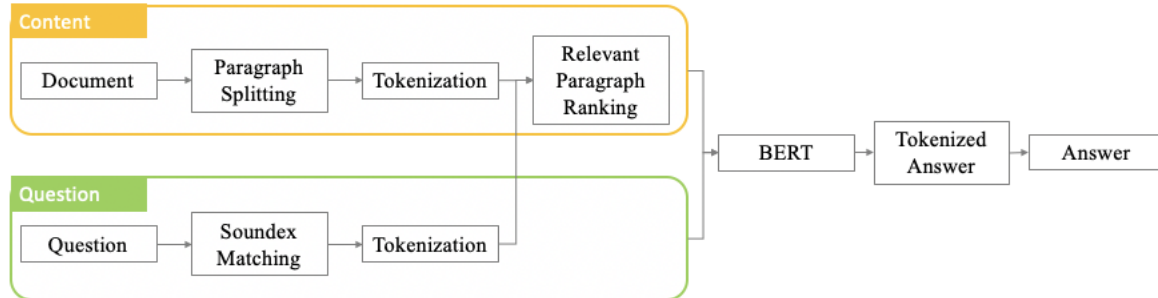 Content
Document
Paragraph
Splitting
Tokenization
Relevant
Paragraph
Ranking
Question
Question
Soundex
Matching
Tokenization
BERT
Tokenized
Answer
Answer